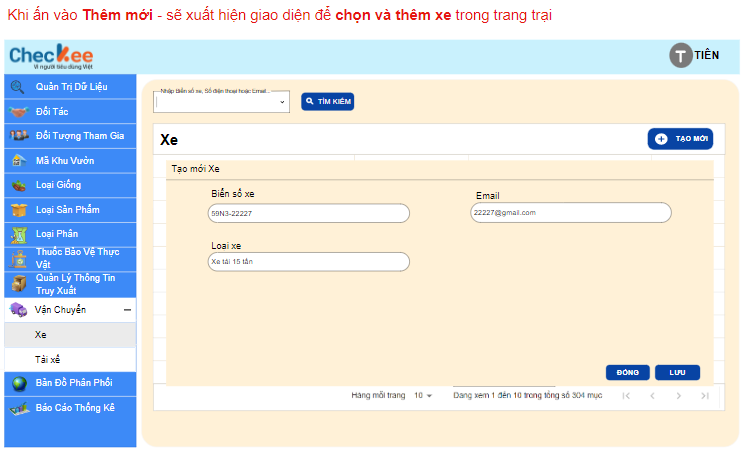 Khi ấn vào Thêm mới - sẽ xuất hiện giao diện để chọn và thêm xe trong trang trại
CHECKee
Vì người tiêu dùng Việt
T TIÊN
Quản Trị Dữ Liệu
Đối Tác
Đối Tượng Tham Gia
Mã Khu Vườn
Loại Giống
Loại Sản Phẩm
Loại Phân
Thuốc Bảo Vệ Thực
Vật
Quản Lý Thông Tin
Truy Xuất
Vận Chuyển
Xe
Tài xế
Bản Đồ Phân Phối
Báo Cáo Thống Kê
Nhập Biển số xe, Số điện thoại hoặc Email...
TÌM KIẾM
Xe
TẠO MỚI
Tạo mới Xe
Biển số xe
Email
59N3-22227
22227@gmail.com
Loại xe
Xe tải 15 tấn
ĐÓNG
LƯU
Hàng mỗi trang 10
Đang xem 1 đến 10 trong tổng số 304 mục